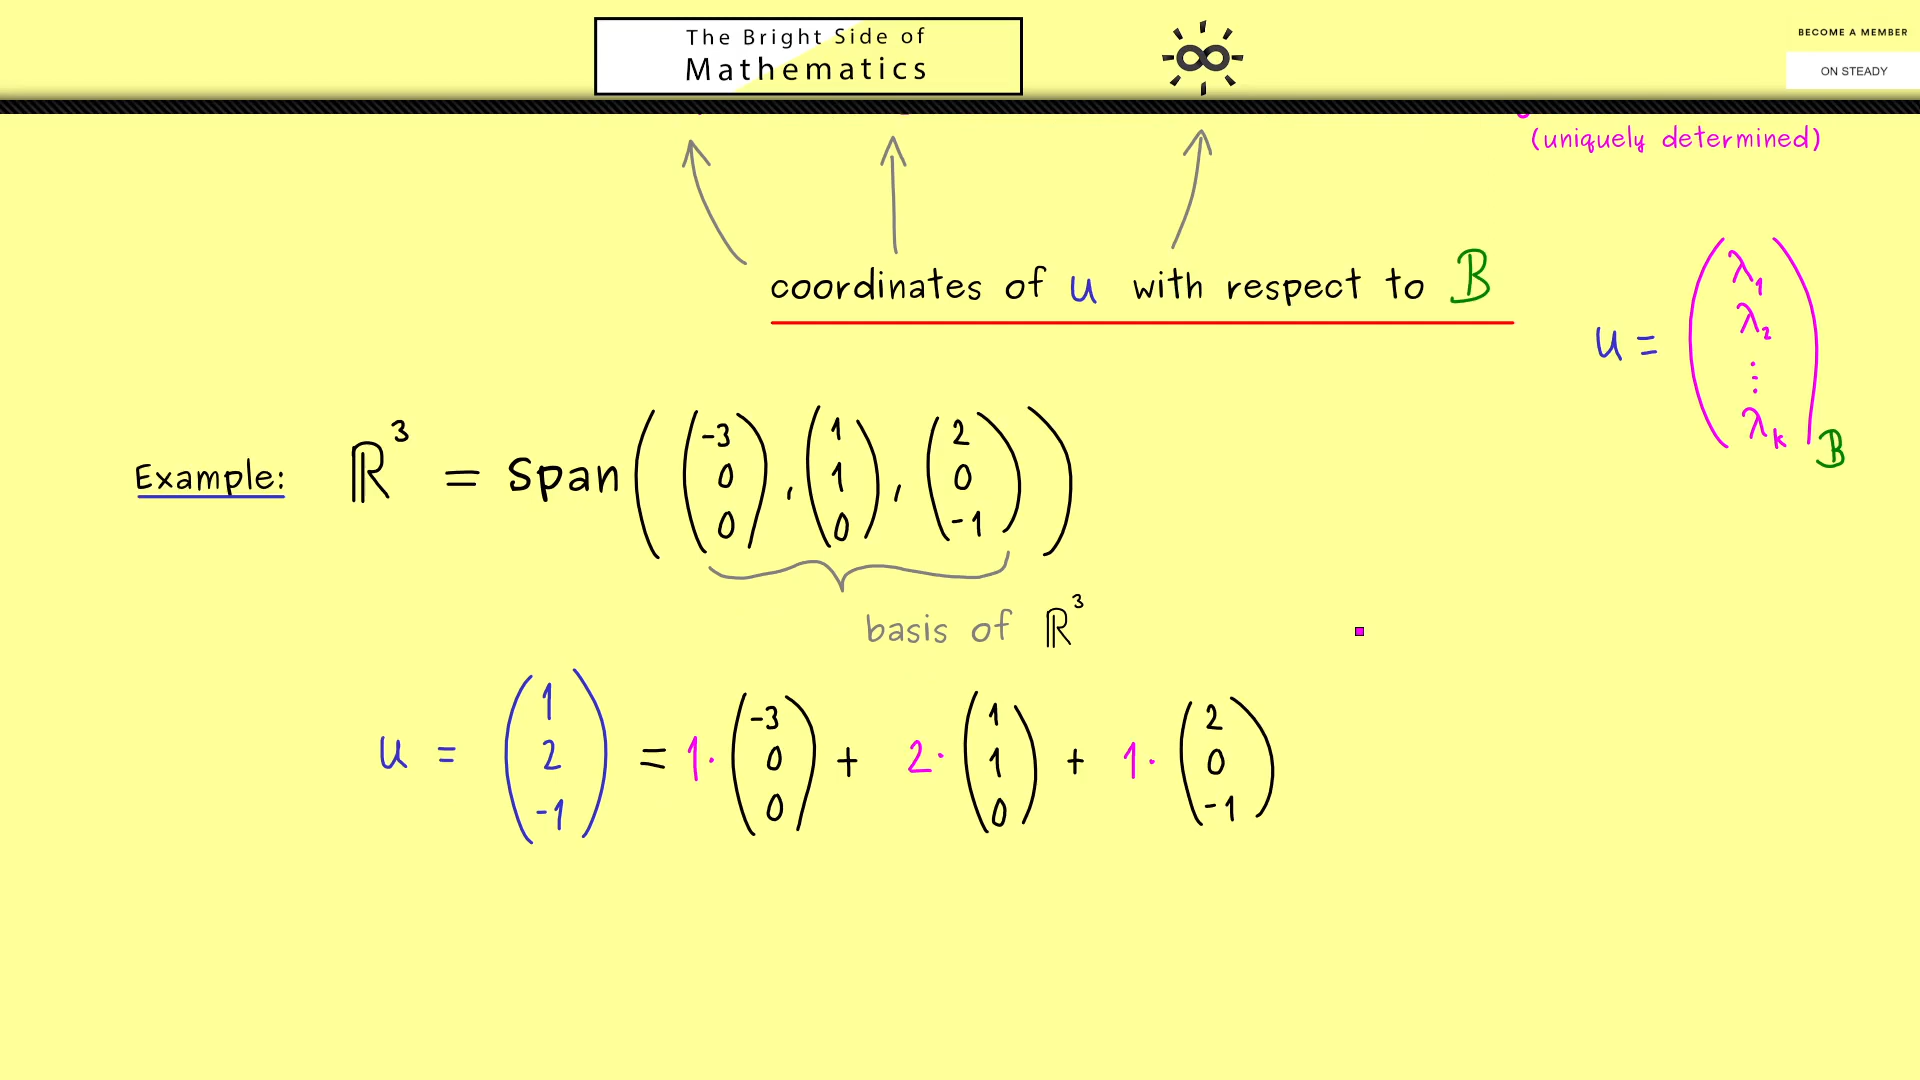 The Bright Side of
Mathematics
BECOME A MEMBER
ON STEADY
(uniquely determined)
coordinates of u with respect to B
u = ( λ₁ λ₂ ⋮ λₖ )_B
Example: ℝ³ = Span( (-3 0 0), (1 1 0), (2 0 -1) )
basis of ℝ³
u = (1 2 -1) = 1· (-3 0 0) + 2· (1 1 0) + 1· (2 0 -1)